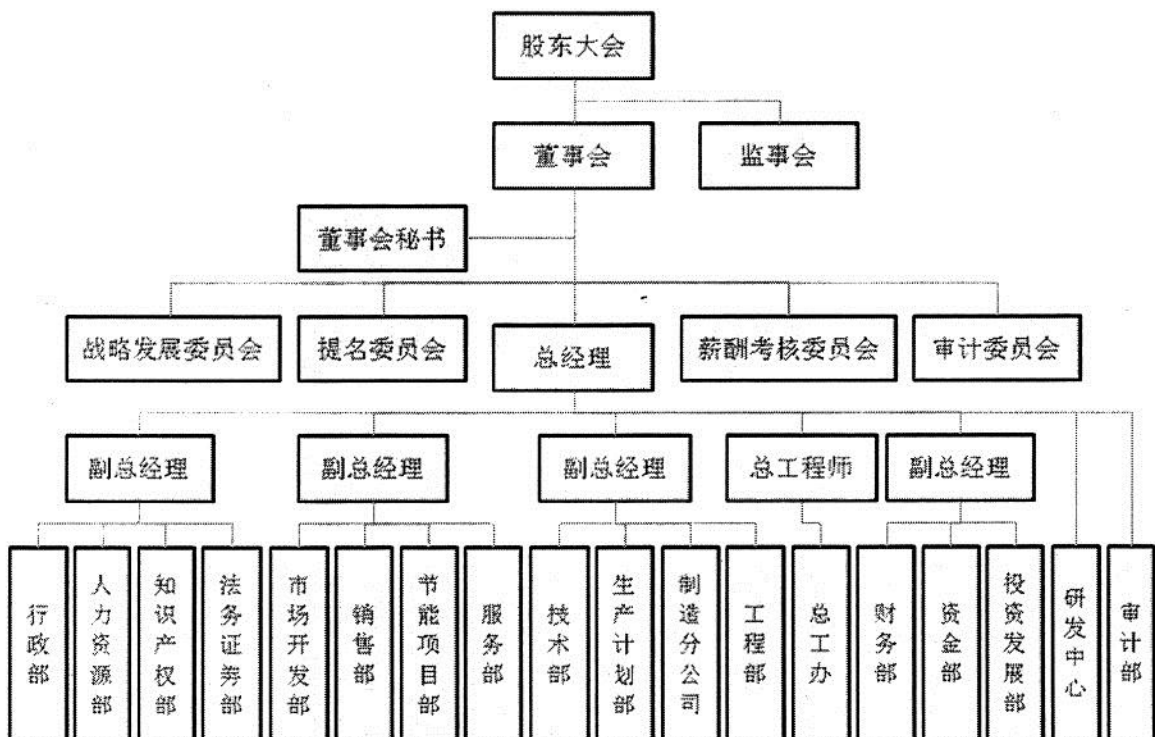 股东大会
董事会
监事会
董事会秘书
战略发展委员会
提名委员会
总经理
薪酬考核委员会
审计委员会
副总经理
副总经理
副总经理
总工程师
副总经理
行政部
人力资源部
知识产权部
法务证券部
市场开发部
销售部
节能项目部
服务部
技术部
生产计划部
制造分公司
工程部
总工办
财务部
资金部
投资发展部
研发中心
审计部